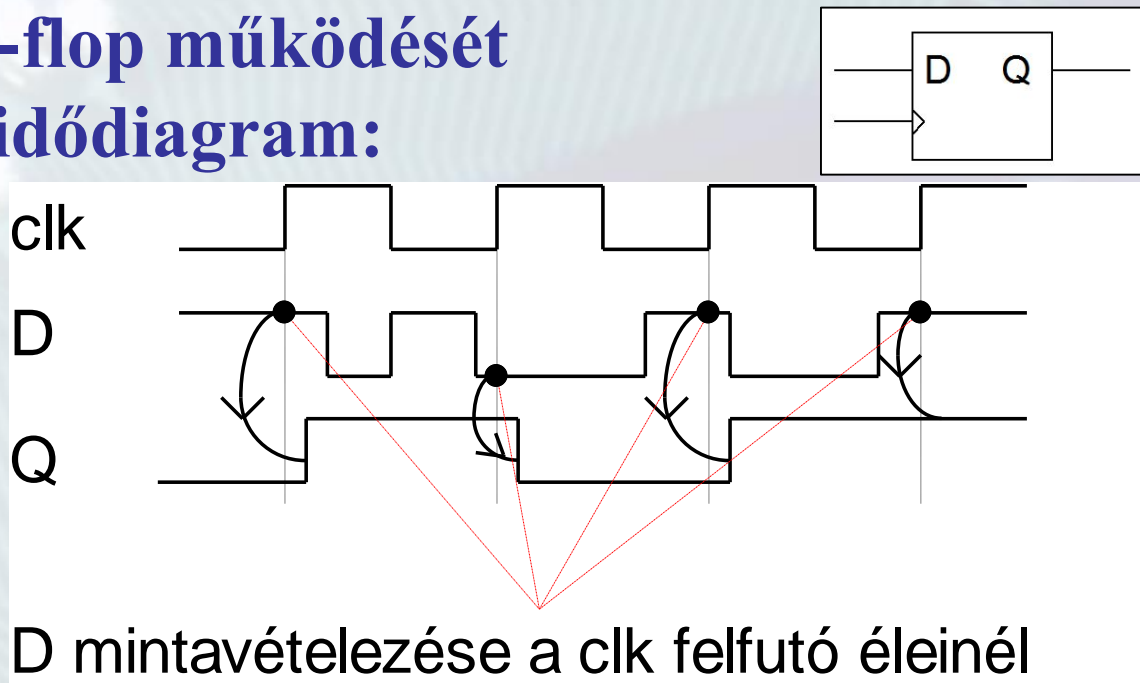 -flop működését
idődiagram:
D Q
clk
D
Q
D mintavételezése a clk felfutó éleinél